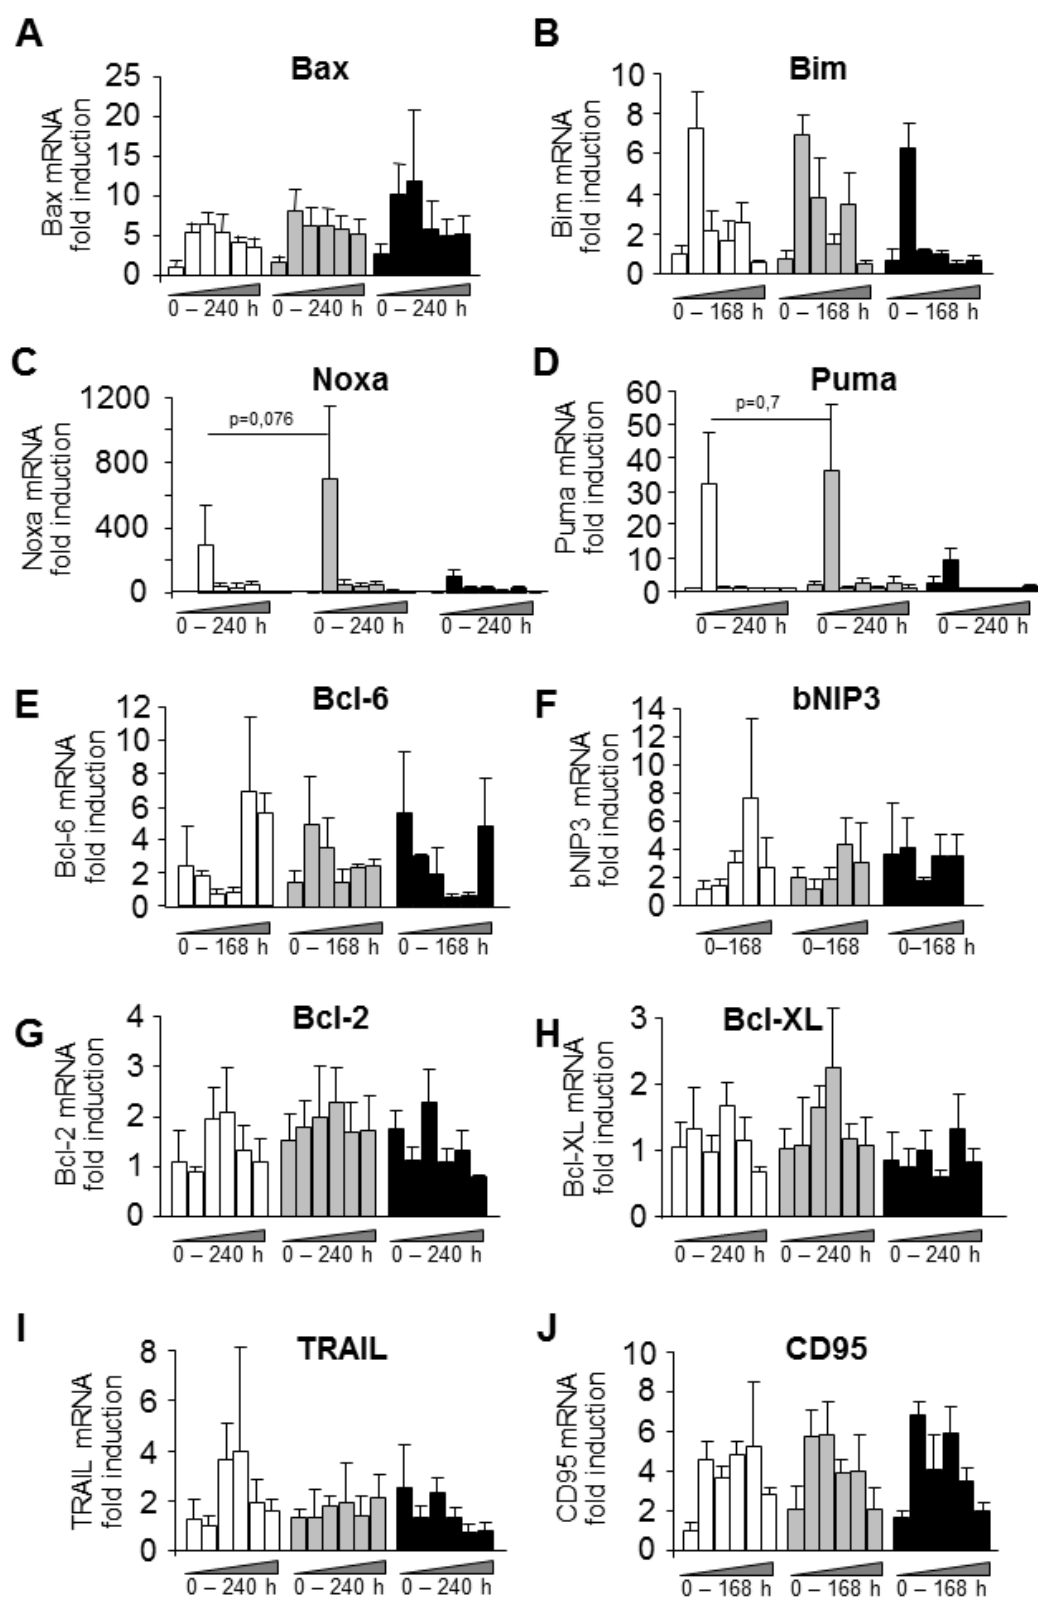 A
Bax
Bax mRNA
fold induction
25
20
15
10
5
0
0 – 240 h
0 – 240 h
0 – 240 h
B
Bim
Bim mRNA
fold induction
10
8
6
4
2
0
0 – 168 h
0 – 168 h
0 – 168 h
C
Noxa
Noxa mRNA
fold induction
1200
800
400
0
p=0,076
0 – 240 h
0 – 240 h
0 – 240 h
D
Puma
Puma mRNA
fold induction
60
50
40
30
20
10
0
p=0,7
0 – 240 h
0 – 240 h
0 – 240 h
E
Bcl-6
Bcl-6 mRNA
fold induction
12
10
8
6
4
2
0
0 – 168 h
0 – 168 h
0 – 168 h
F
bNIP3
bNIP3 mRNA
fold induction
14
12
10
8
6
4
2
0
0–168
0–168
0–168 h
G
Bcl-2
Bcl-2 mRNA
fold induction
4
3
2
1
0
0 – 240 h
0 – 240 h
0 – 240 h
H
Bcl-XL
Bcl-XL mRNA
fold induction
3
2
1
0
0 – 240 h
0 – 240 h
0 – 240 h
I
TRAIL
TRAIL mRNA
fold induction
8
6
4
2
0
0 – 240 h
0 – 240 h
0 – 240 h
J
CD95
CD95 mRNA
fold induction
10
8
6
4
2
0
0 – 168 h
0 – 168 h
0 – 168 h